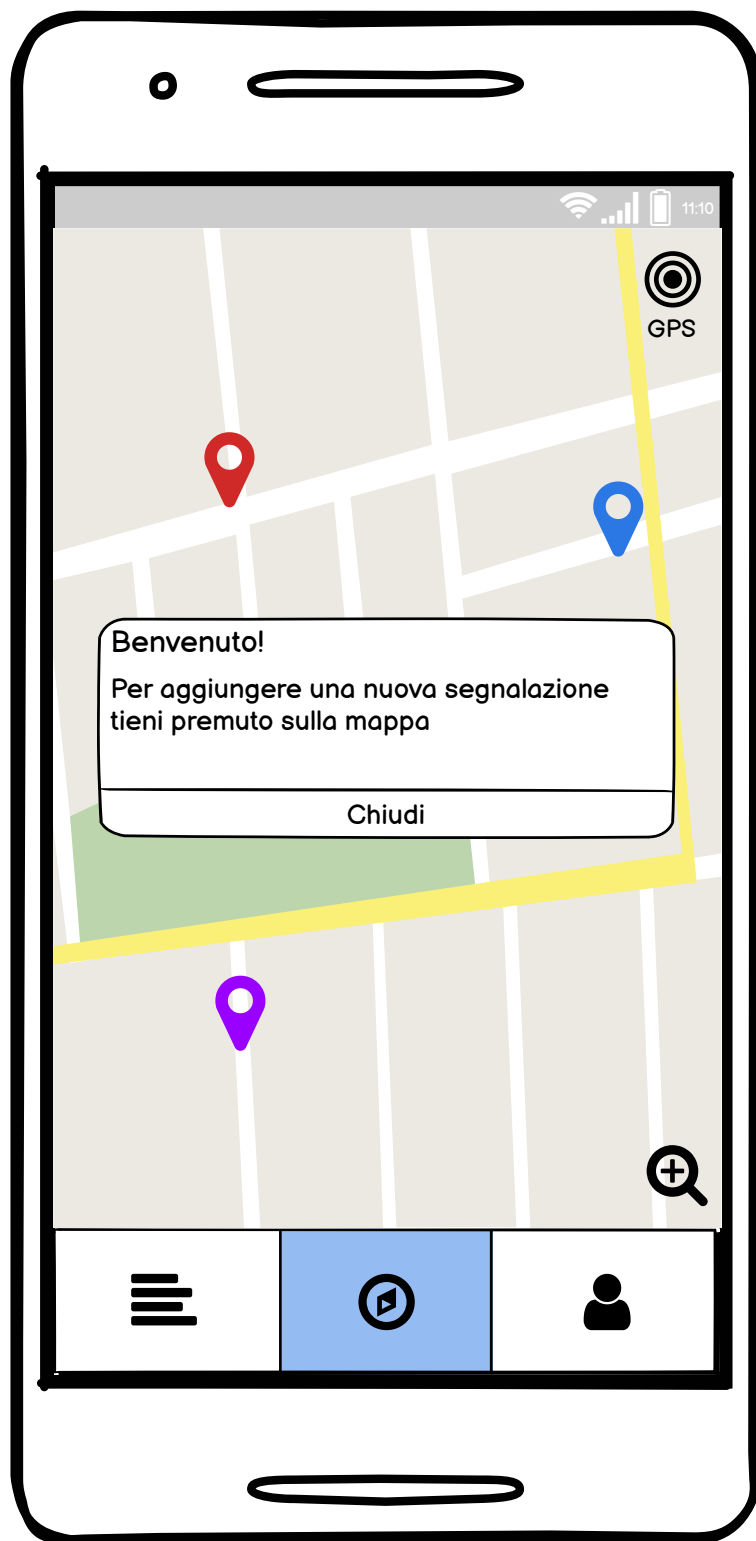 11:10
GPS
Benvenuto!
Per aggiungere una nuova segnalazione
tieni premuto sulla mappa
Chiudi